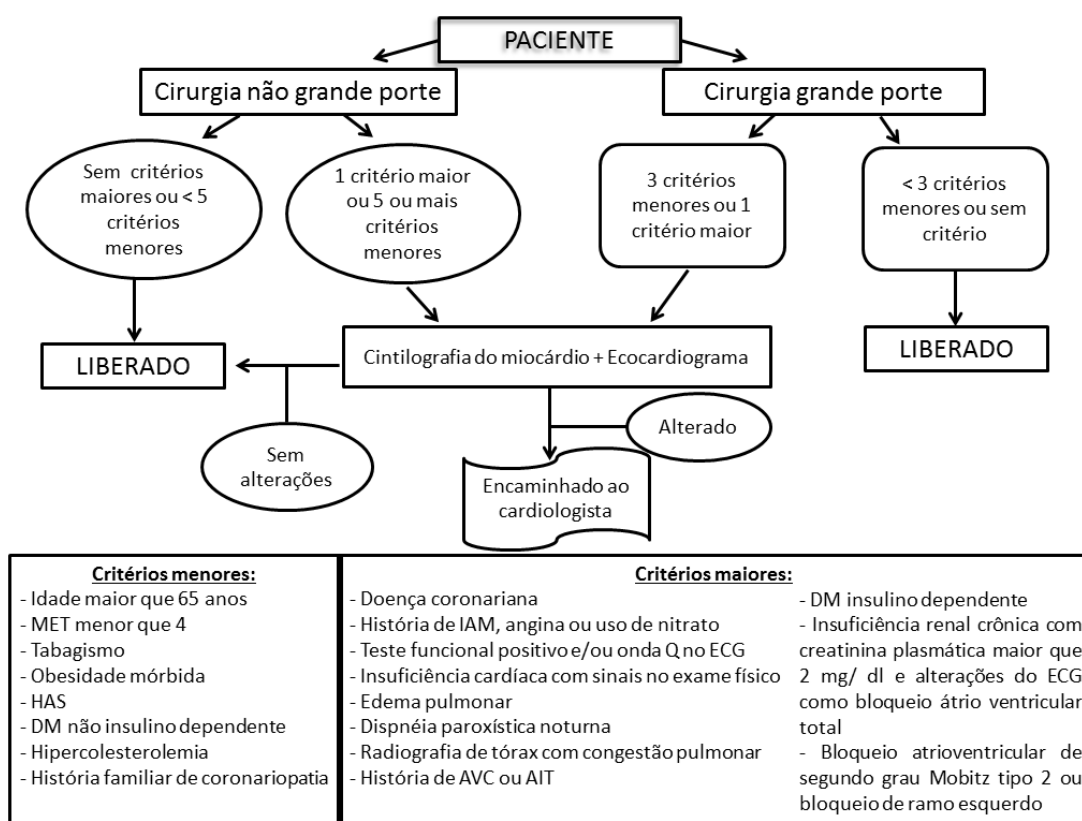 PACIENTE
Cirurgia não grande porte
Cirurgia grande porte
Sem critérios
maiores ou < 5
critérios
menores
1 critério maior
ou 5 ou mais
critérios
menores
3 critérios
menores ou 1
critério maior
< 3 critérios
menores ou sem
critério
LIBERADO
Cintilografia do miocárdio + Ecocardiograma
LIBERADO
Sem
alterações
Alterado
Encaminhado ao
cardiologista
Critérios menores:
- Idade maior que 65 anos
- MET menor que 4
- Tabagismo
- Obesidade mórbida
- HAS
- DM não insulino dependente
- Hipercolesterolemia
- História familiar de coronariopatia
Critérios maiores:
- Doença coronariana
- História de IAM, angina ou uso de nitrato
- Teste funcional positivo e/ou onda Q no ECG
- Insuficiência cardíaca com sinais no exame físico
- Edema pulmonar
- Dispnéia paroxística noturna
- Radiografia de tórax com congestão pulmonar
- História de AVC ou AIT
- DM insulino dependente
- Insuficiência renal crônica com
creatinina plasmática maior que
2 mg/ dl e alterações do ECG
como bloqueio átrio ventricular
total
- Bloqueio atrioventricular de
segundo grau Mobitz tipo 2 ou
bloqueio de ramo esquerdo